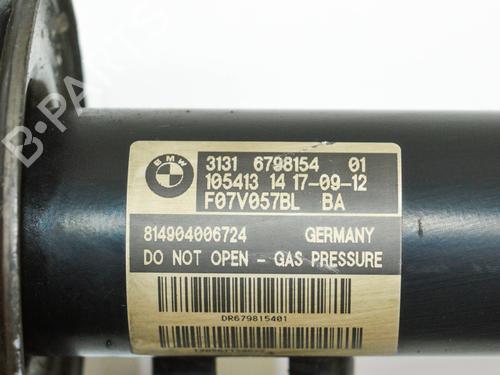 B-PARTS
BMW
3131 6798154 01
105413 14 17-09-12
F07V057BL BA
814904006724 GERMANY
DO NOT OPEN - GAS PRESSURE
DR679815401